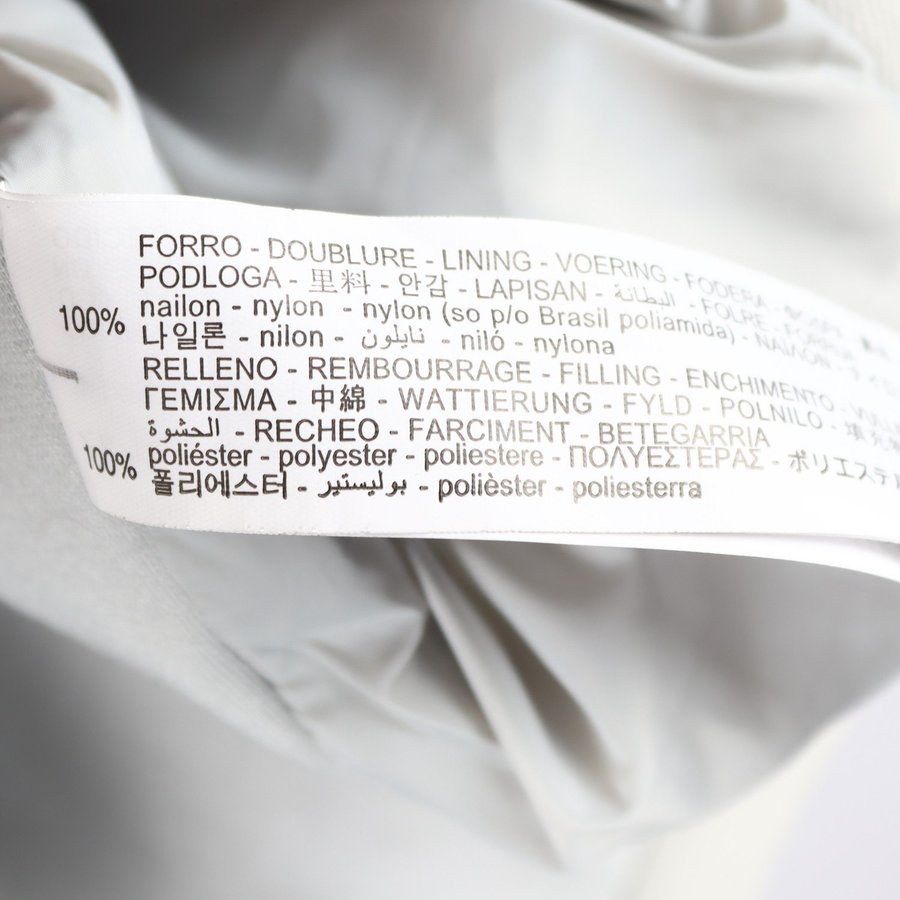 FORRO - DOUBLURE - LINING - VOERING - FODERA -
PODLOGA - 里料 - 안감 - LAPISAN - البطانة - FOLRE -
100% nailon - nylon - nylon (so p/o Brasil poliamida) - ΝΑΪΛΟΝ -
나일론 - nilon - نايلون - niló - nylona
RELLENO - REMBOURRAGE - FILLING - ENCHIMENTO -
ΓΕΜΙΣΜΑ - 中綿 - WATTIERUNG - FYLD - POLNILO -
الحشوة - RECHEO - FARCIMENT - BETEGARRIA
100% poliéster - polyester - poliestere - ΠΟΛΥΕΣΤΕΡΑΣ - ポリエステル
폴리에스터 - بوليستير - polièster - poliesterra